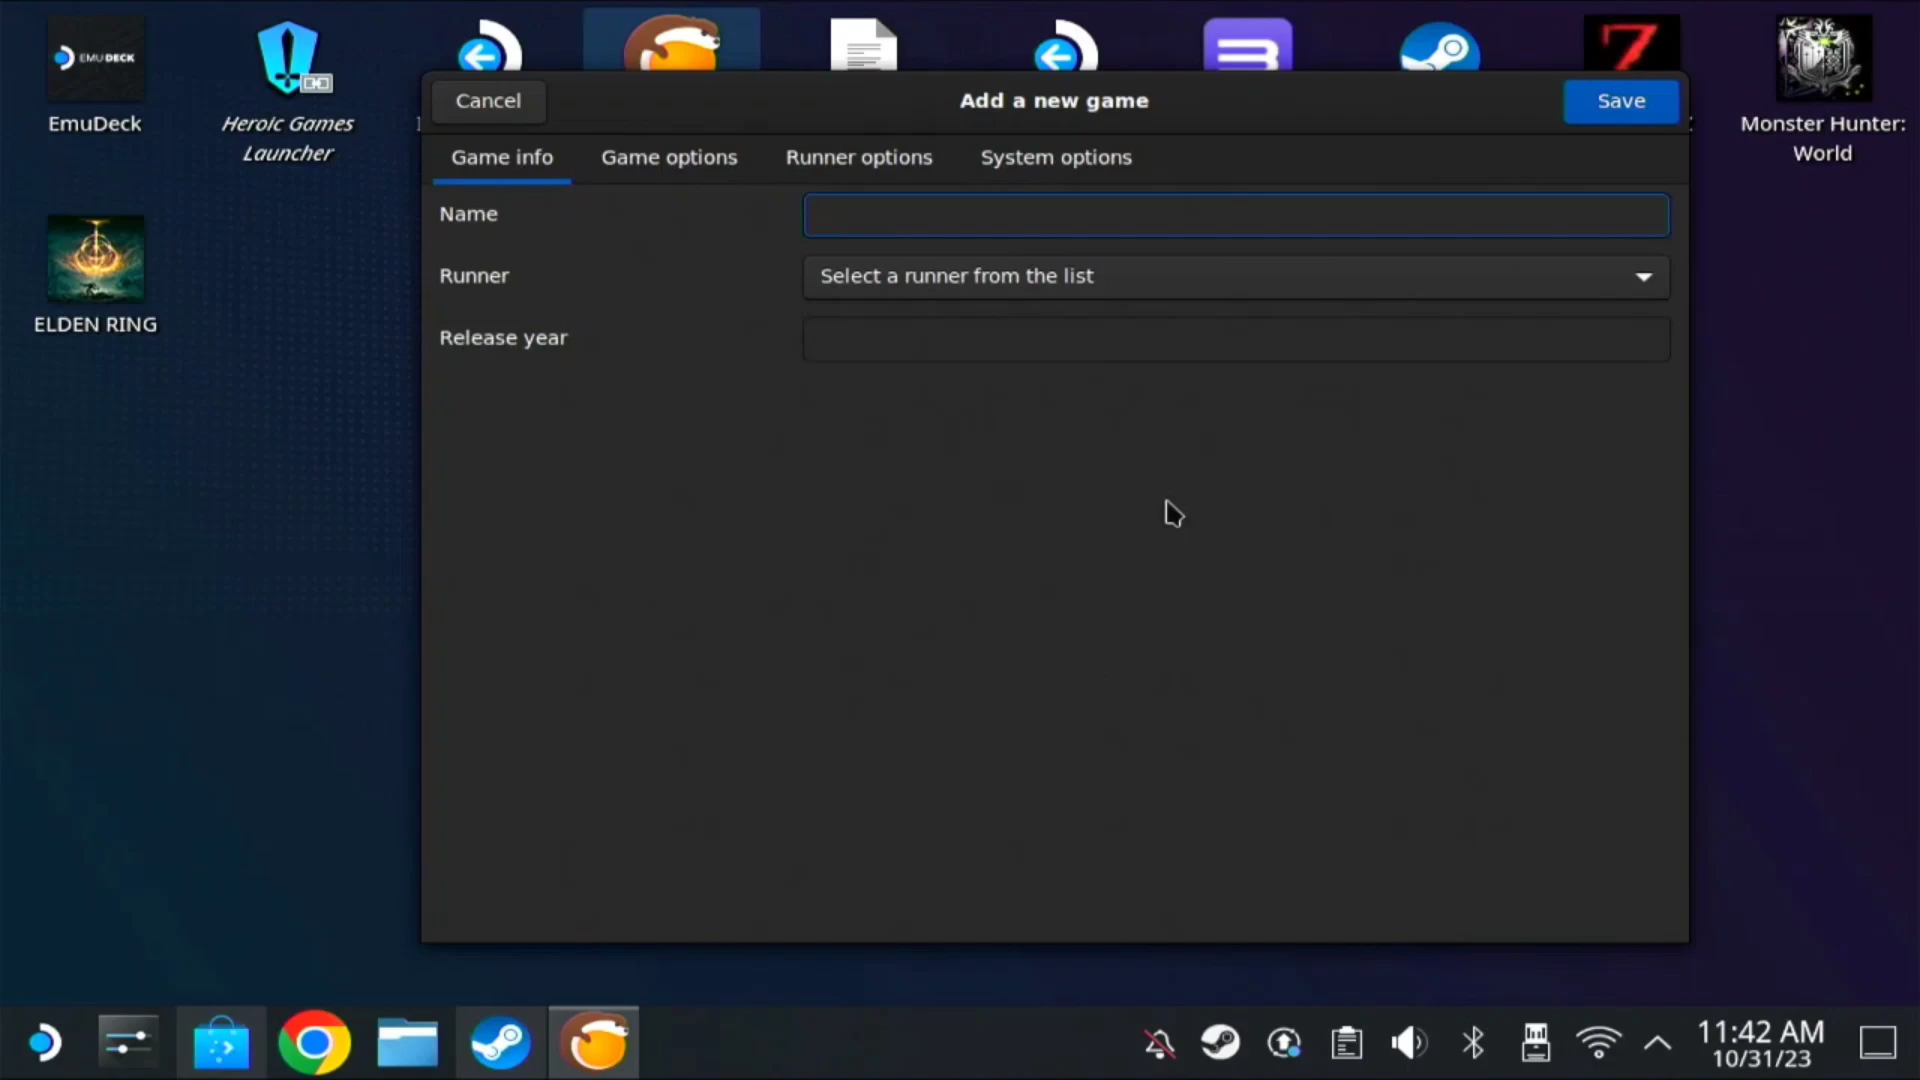 EMUDECK
EmuDeck
Heroic Games
Launcher
Monster Hunter:
World
ELDEN RING
Cancel
Add a new game
Save
Game info
Game options
Runner options
System options
Name
Runner
Select a runner from the list
Release year
11:42 AM
10/31/23